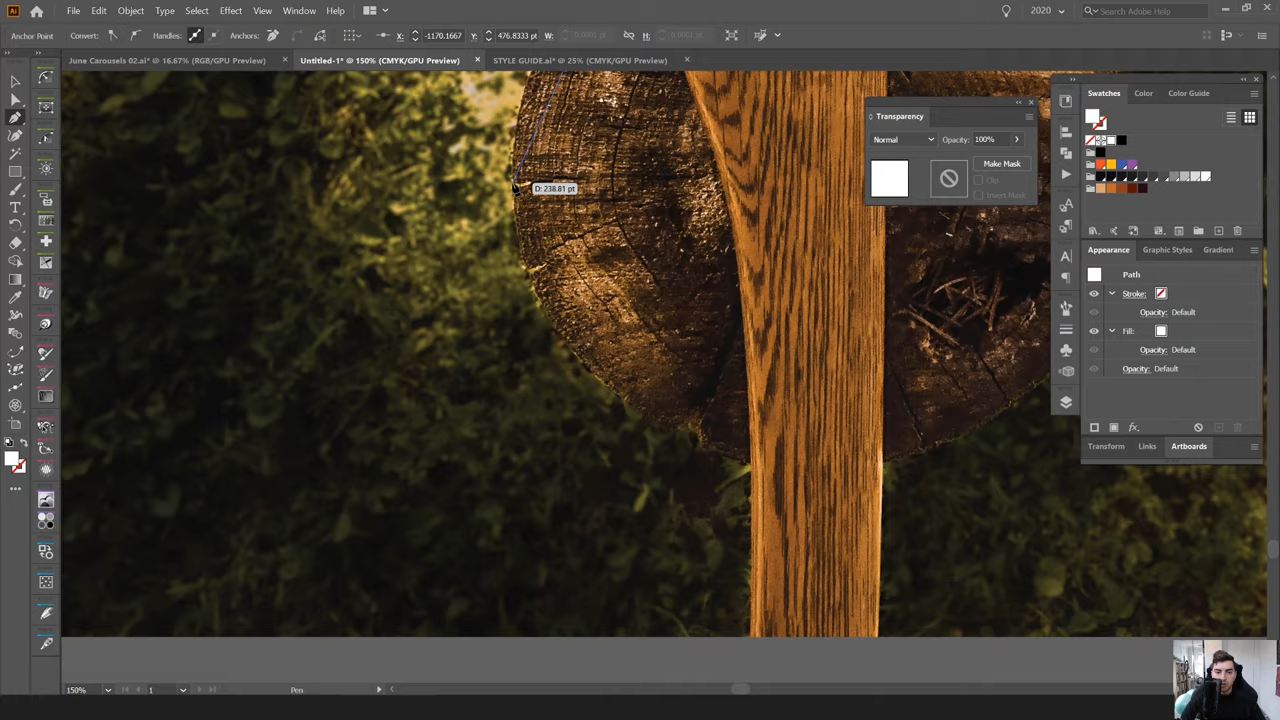 Ai File Edit Object Type Select Effect View Window Help 2020 Search Adobe Help
Anchor Point Convert: Handles: Anchors: X: -1170.1667 Y: 476.8333 pt W: 0.0001 pt H: 0.0001 pt
June Carousels 02.ai* @ 16.67% (RGB/GPU Preview) Untitled-1* @ 150% (CMYK/GPU Preview) STYLE GUIDE.ai* @ 25% (CMYK/GPU Preview)
Swatches Color Color Guide
Transparency
Normal Opacity: 100%
Make Mask
Clip
Invert Mask
D: 238.81 pt
Appearance Graphic Styles Gradient
Path
Stroke:
Opacity: Default
Fill:
Opacity: Default
Opacity: Default
Transform Links Artboards
150% 1 Pen